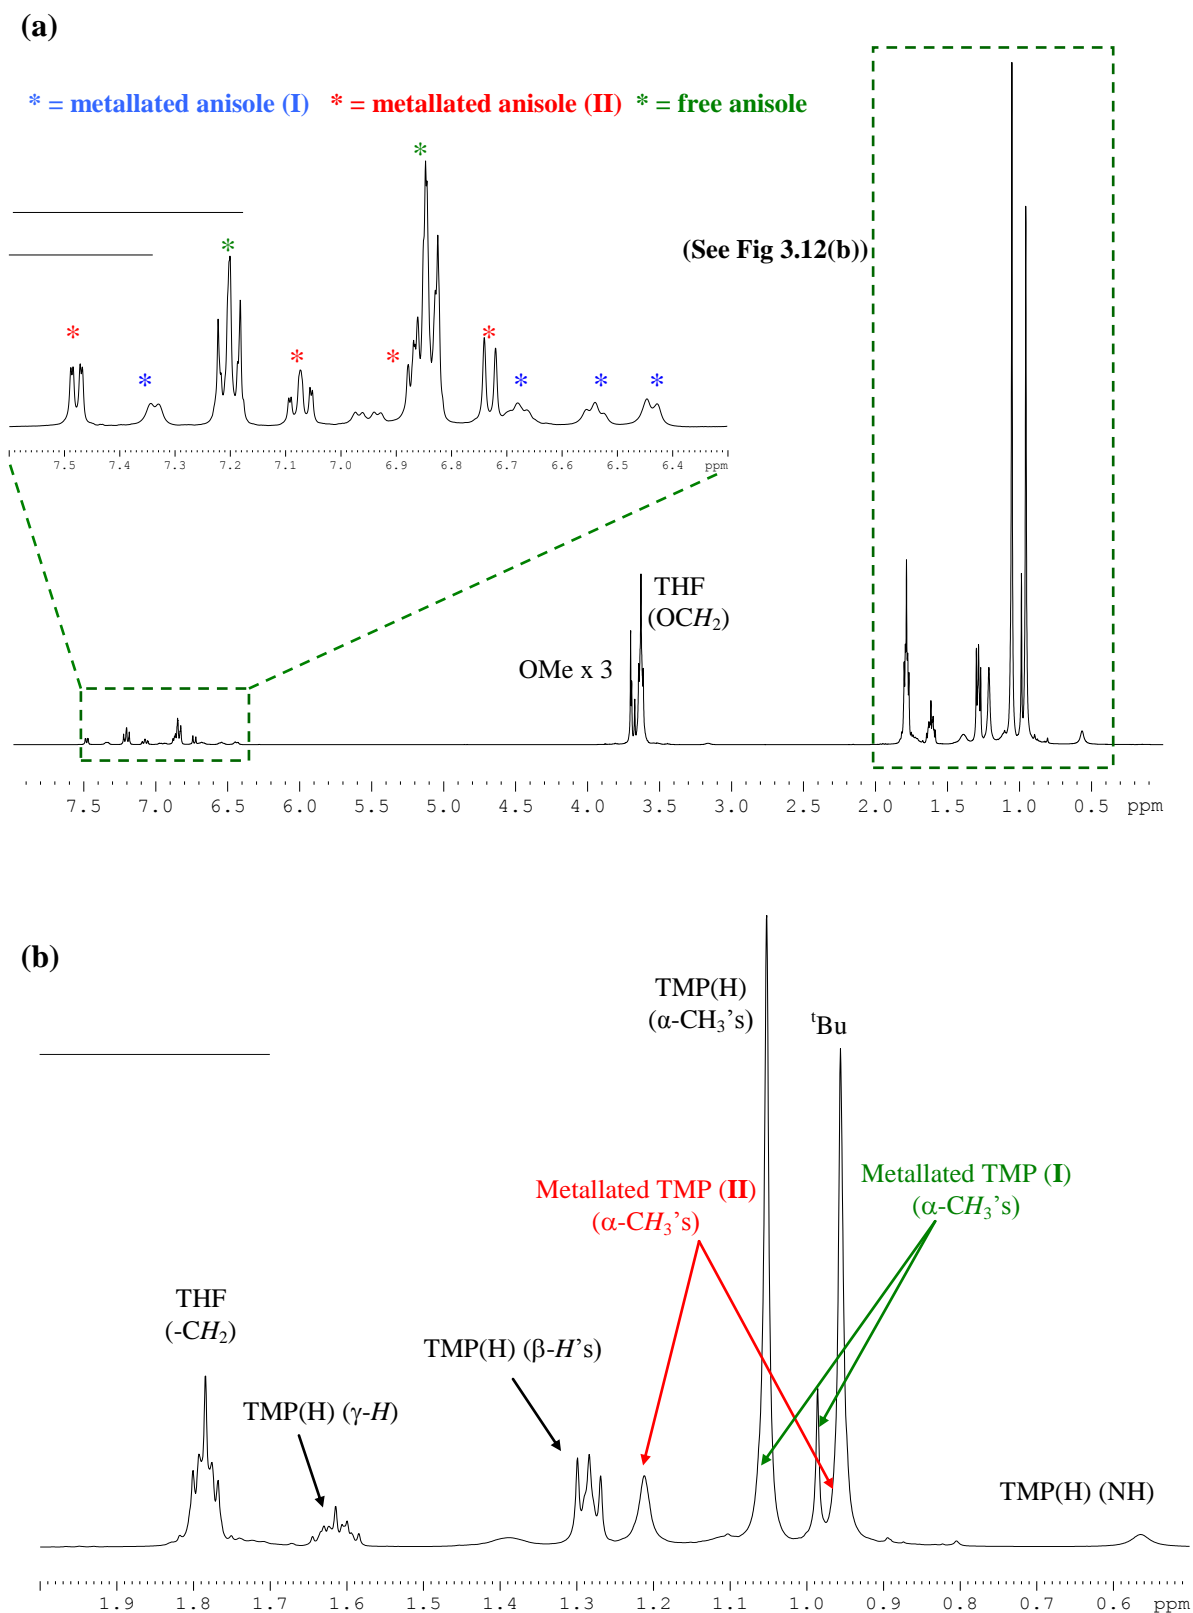 (a)
* = metallated anisole (I) * = metallated anisole (II) * = free anisole
*
*
(See Fig 3.12(b))
* * * * * * * *
7.5 7.4 7.3 7.2 7.1 7.0 6.9 6.8 6.7 6.6 6.5 6.4 ppm
THF
(OCH₂)
OMe x 3
7.5 7.0 6.5 6.0 5.5 5.0 4.5 4.0 3.5 3.0 2.5 2.0 1.5 1.0 0.5 ppm
(b)
TMP(H)
(α-CH₃'s)
ᵗBu
Metallated TMP (II)
(α-CH₃'s)
Metallated TMP (I)
(α-CH₃'s)
THF
(-CH₂)
TMP(H) (β-H's)
TMP(H) (γ-H)
TMP(H) (NH)
1.9 1.8 1.7 1.6 1.5 1.4 1.3 1.2 1.1 1.0 0.9 0.8 0.7 0.6 ppm